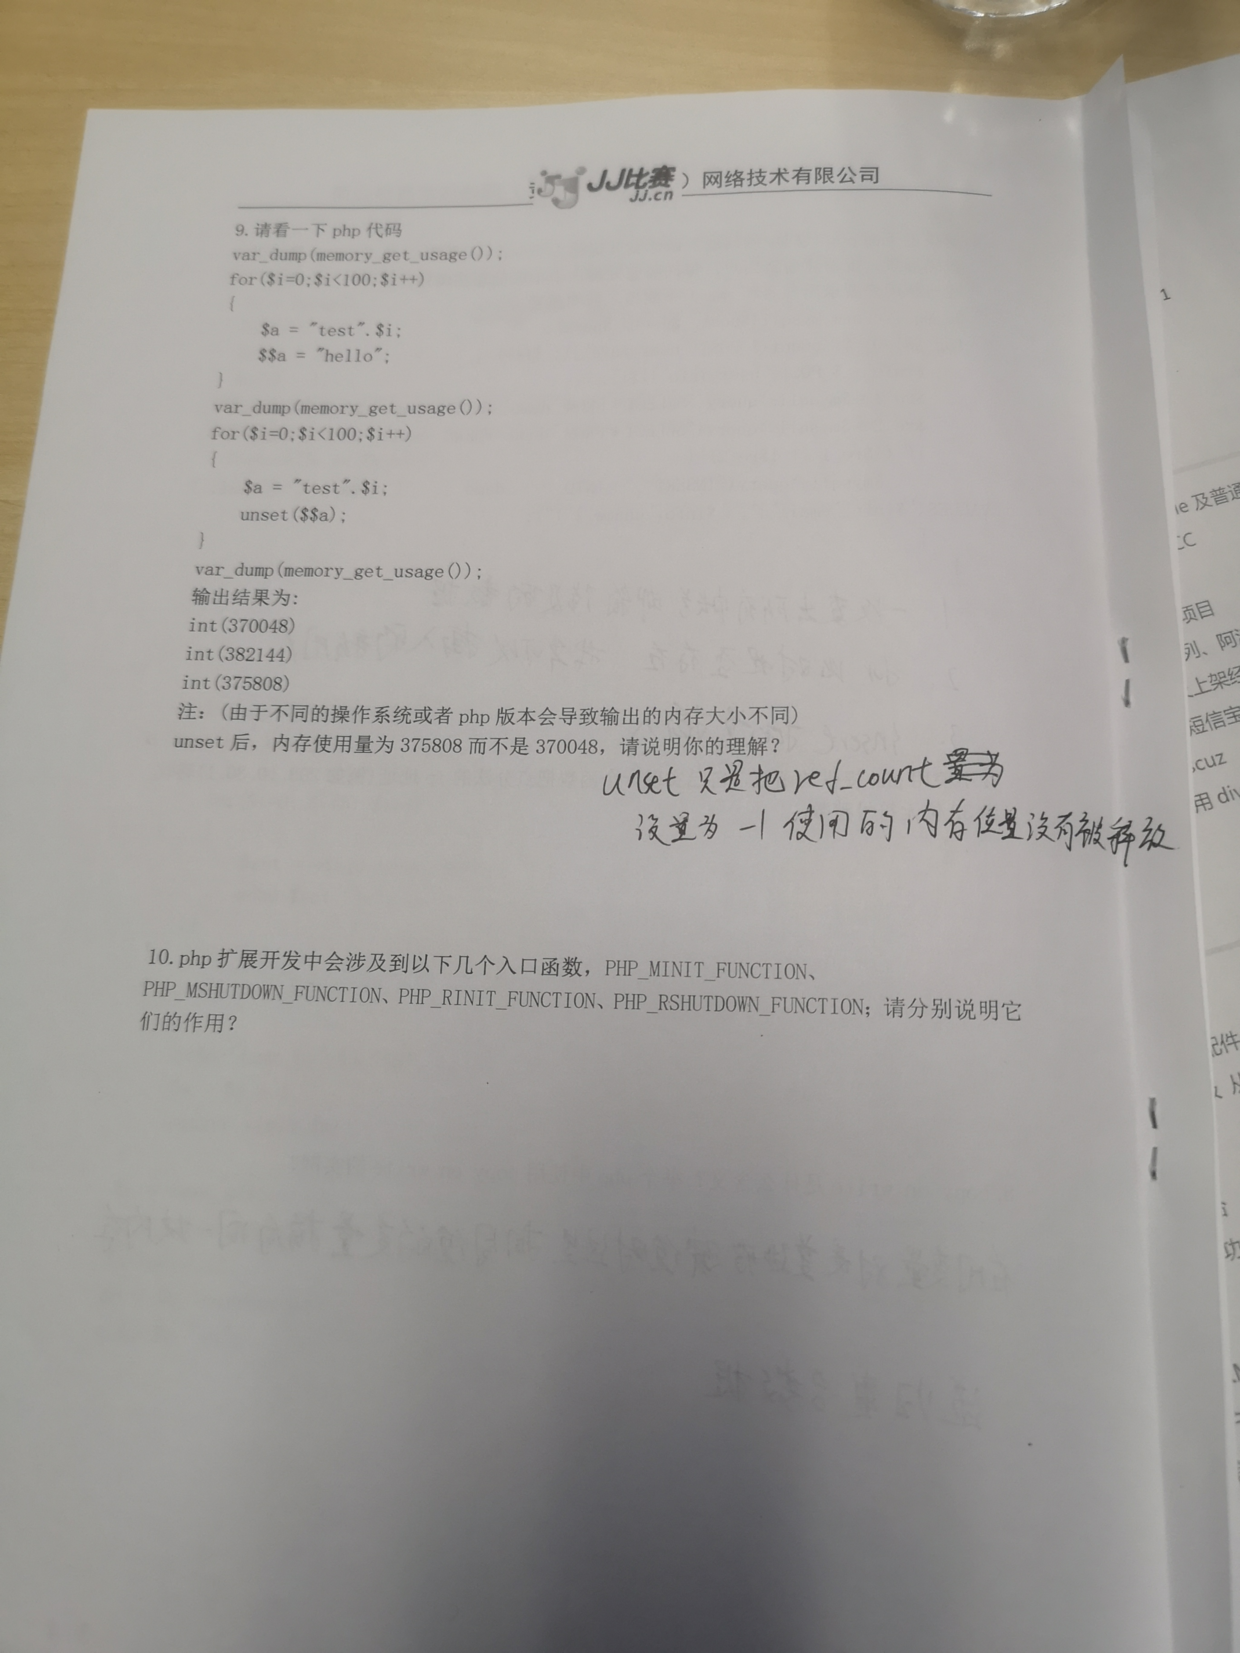 JJ比赛
JJ.cn
）网络技术有限公司
9.请看一下 php 代码
var_dump(memory_get_usage());
for($i=0;$i<100;$i++)
{
$a = "test".$i;
$$a = "hello";
}
var_dump(memory_get_usage());
for($i=0;$i<100;$i++)
{
$a = "test".$i;
unset($$a);
}
var_dump(memory_get_usage());
输出结果为:
int(370048)
int(382144)
int(375808)
注：(由于不同的操作系统或者 php 版本会导致输出的内存大小不同)
unset 后，内存使用量为 375808 而不是 370048，请说明你的理解？
unset 只是把 ref_count 置为
设置为 -1 使用的内存位置没有被释放
10.php 扩展开发中会涉及到以下几个入口函数，PHP_MINIT_FUNCTION、
PHP_MSHUTDOWN_FUNCTION、PHP_RINIT_FUNCTION、PHP_RSHUTDOWN_FUNCTION；请分别说明它
们的作用？
1
及普通
CC
项目
列、阿
上架经
短信宝
cuz
用 div
配件
从
功